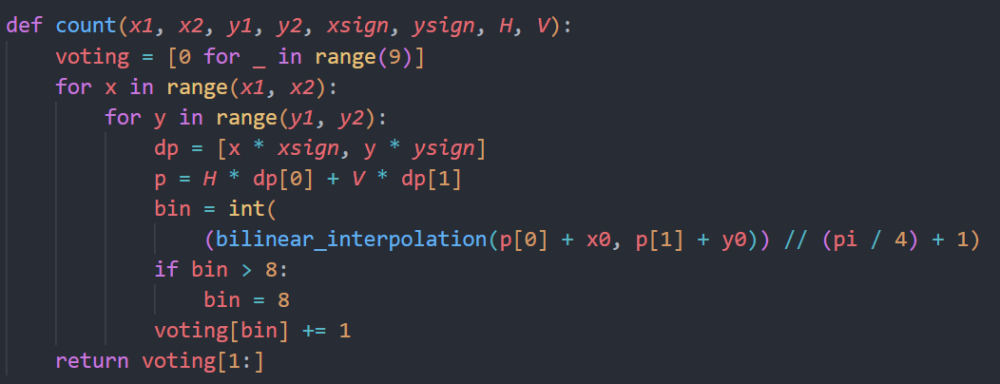 def count(x1, x2, y1, y2, xsign, ysign, H, V):
    voting = [0 for _ in range(9)]
    for x in range(x1, x2):
        for y in range(y1, y2):
            dp = [x * xsign, y * ysign]
            p = H * dp[0] + V * dp[1]
            bin = int(
                (bilinear_interpolation(p[0] + x0, p[1] + y0)) // (pi / 4) + 1)
            if bin > 8:
                bin = 8
            voting[bin] += 1
    return voting[1:]